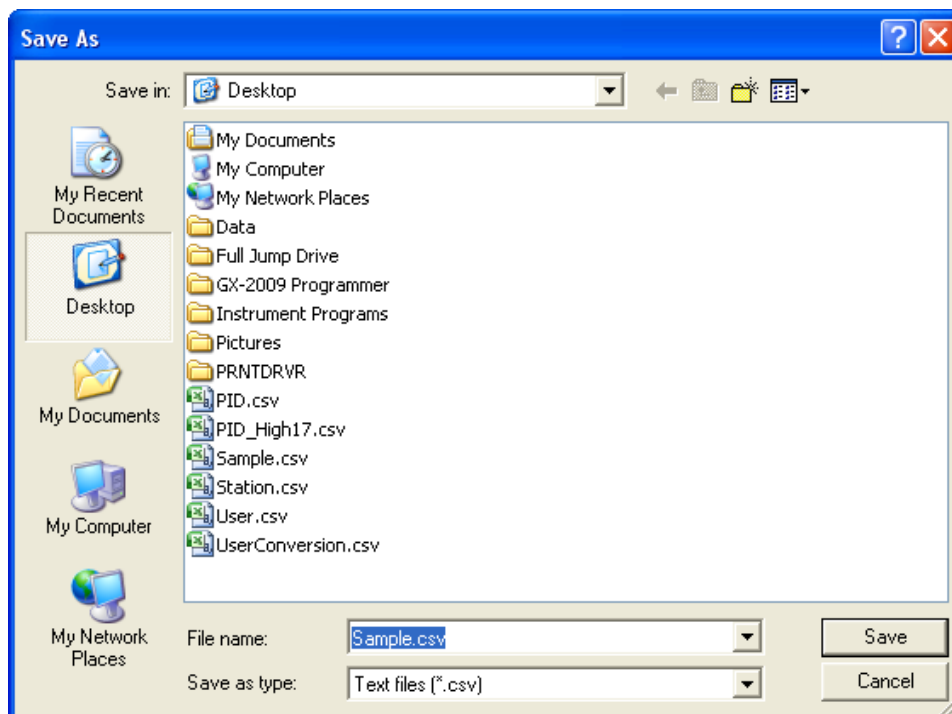 Save As
Save in:
Desktop
My Recent
Documents
Desktop
My Documents
My Computer
My Network
Places
My Documents
My Computer
My Network Places
Data
Full Jump Drive
GX-2009 Programmer
Instrument Programs
Pictures
PRNTDRVR
PID.csv
PID_High17.csv
Sample.csv
Station.csv
User.csv
UserConversion.csv
File name:
Sample.csv
Save
Save as type:
Text files (*.csv)
Cancel